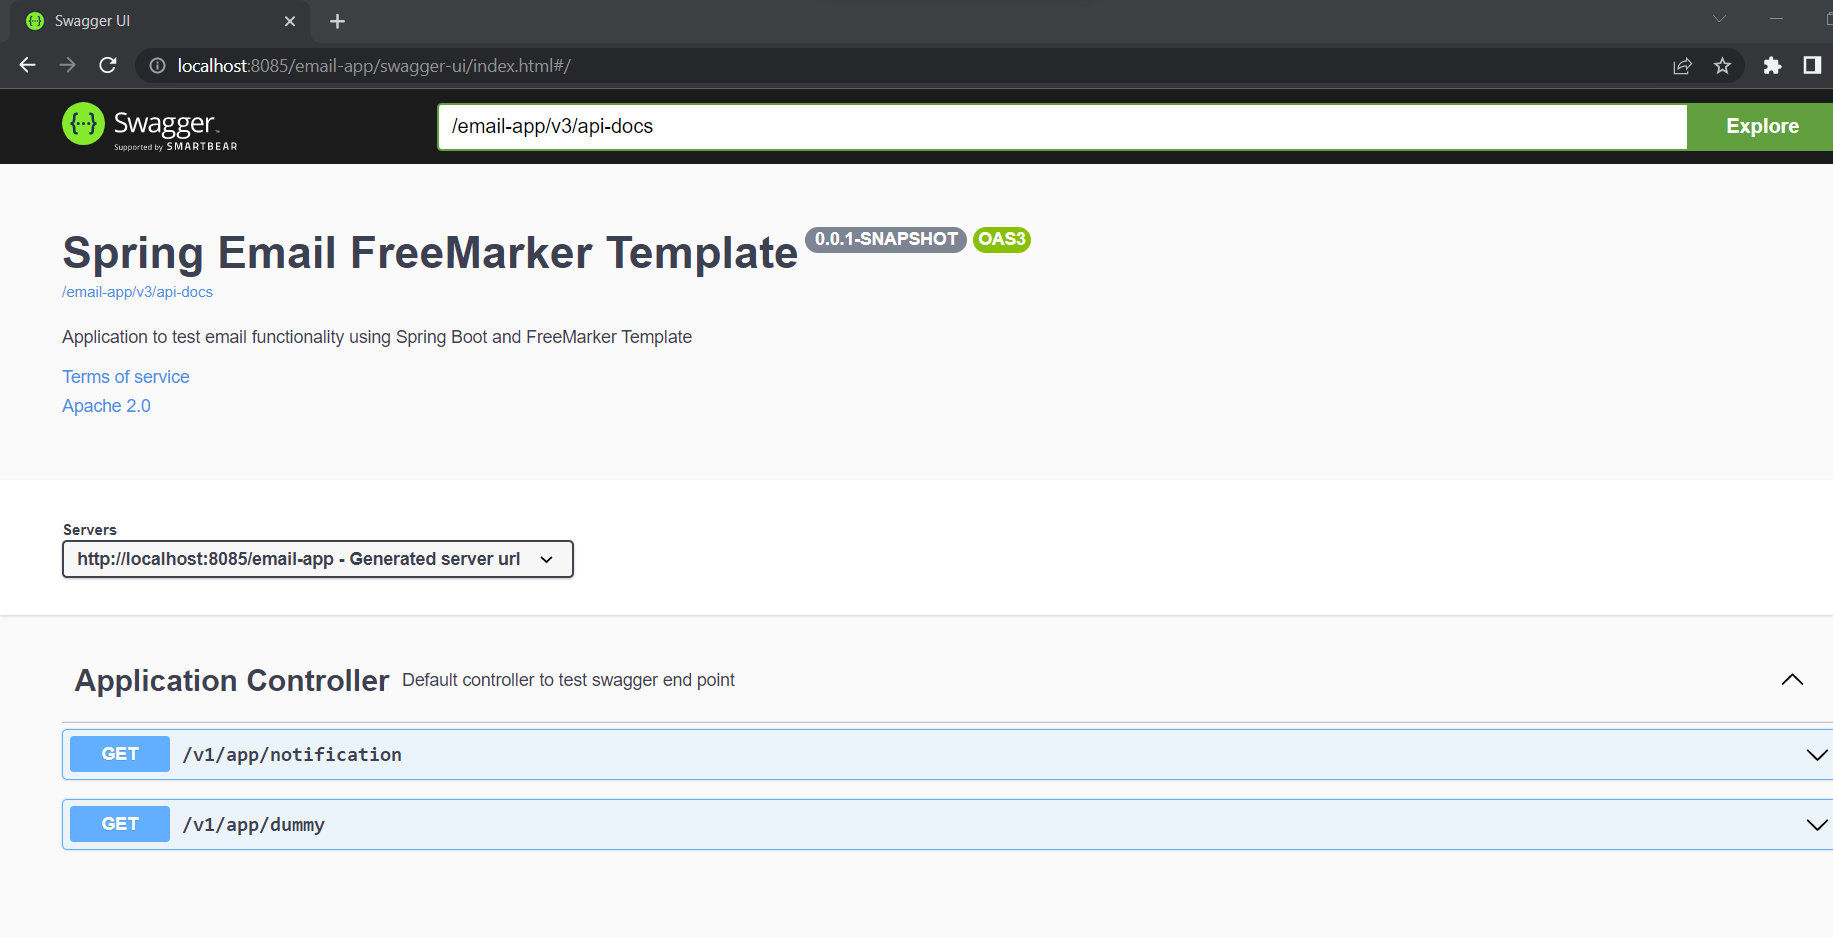 Swagger UI
localhost:8085/email-app/swagger-ui/index.html#/
{...} Swagger
Supported by SMARTBEAR
/email-app/v3/api-docs
Explore
Spring Email FreeMarker Template 0.0.1-SNAPSHOT OAS3
/email-app/v3/api-docs
Application to test email functionality using Spring Boot and FreeMarker Template
Terms of service
Apache 2.0
Servers
http://localhost:8085/email-app - Generated server url
Application Controller Default controller to test swagger end point
GET /v1/app/notification
GET /v1/app/dummy